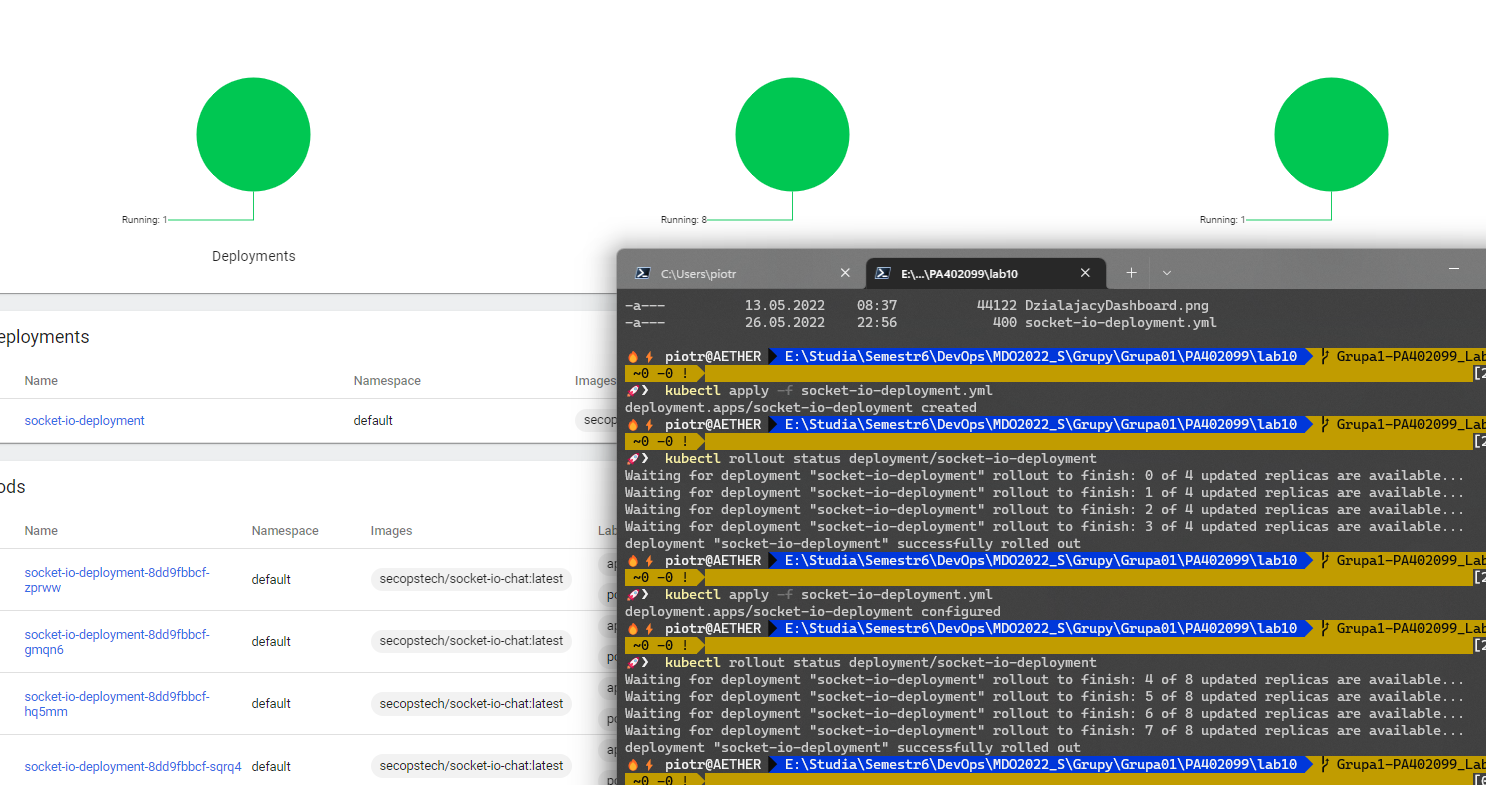 Running: 1
Running: 8
Running: 1
Deployments
eployments
Name Namespace Images
socket-io-deployment default secop
ods
Name Namespace Images Lab
socket-io-deployment-8dd9fbbcf-
zprww
default secopstech/socket-io-chat:latest
ap
po
socket-io-deployment-8dd9fbbcf-
gmqn6
default secopstech/socket-io-chat:latest
ap
po
socket-io-deployment-8dd9fbbcf-
hq5mm
default secopstech/socket-io-chat:latest
ap
po
socket-io-deployment-8dd9fbbcf-sqrq4 default secopstech/socket-io-chat:latest
ap
po
C:\Users\piotr
E:\...\PA402099\lab10
-a--- 13.05.2022 08:37 44122 DzialajacyDashboard.png
-a--- 26.05.2022 22:56 400 socket-io-deployment.yml
piotr@AETHER E:\Studia\Semestr6\DevOps\MDO2022_S\Grupy\Grupa01\PA402099\lab10 Grupa1-PA402099_Lab
~0 -0 ! [2
kubectl apply -f socket-io-deployment.yml
deployment.apps/socket-io-deployment created
piotr@AETHER E:\Studia\Semestr6\DevOps\MDO2022_S\Grupy\Grupa01\PA402099\lab10 Grupa1-PA402099_Lab
~0 -0 ! [2
kubectl rollout status deployment/socket-io-deployment
Waiting for deployment "socket-io-deployment" rollout to finish: 0 of 4 updated replicas are available...
Waiting for deployment "socket-io-deployment" rollout to finish: 1 of 4 updated replicas are available...
Waiting for deployment "socket-io-deployment" rollout to finish: 2 of 4 updated replicas are available...
Waiting for deployment "socket-io-deployment" rollout to finish: 3 of 4 updated replicas are available...
deployment "socket-io-deployment" successfully rolled out
piotr@AETHER E:\Studia\Semestr6\DevOps\MDO2022_S\Grupy\Grupa01\PA402099\lab10 Grupa1-PA402099_Lab
~0 -0 ! [2
kubectl apply -f socket-io-deployment.yml
deployment.apps/socket-io-deployment configured
piotr@AETHER E:\Studia\Semestr6\DevOps\MDO2022_S\Grupy\Grupa01\PA402099\lab10 Grupa1-PA402099_Lab
~0 -0 ! [2
kubectl rollout status deployment/socket-io-deployment
Waiting for deployment "socket-io-deployment" rollout to finish: 4 of 8 updated replicas are available...
Waiting for deployment "socket-io-deployment" rollout to finish: 5 of 8 updated replicas are available...
Waiting for deployment "socket-io-deployment" rollout to finish: 6 of 8 updated replicas are available...
Waiting for deployment "socket-io-deployment" rollout to finish: 7 of 8 updated replicas are available...
deployment "socket-io-deployment" successfully rolled out
piotr@AETHER E:\Studia\Semestr6\DevOps\MDO2022_S\Grupy\Grupa01\PA402099\lab10 Grupa1-PA402099_Lab
~0 -0 ! [0